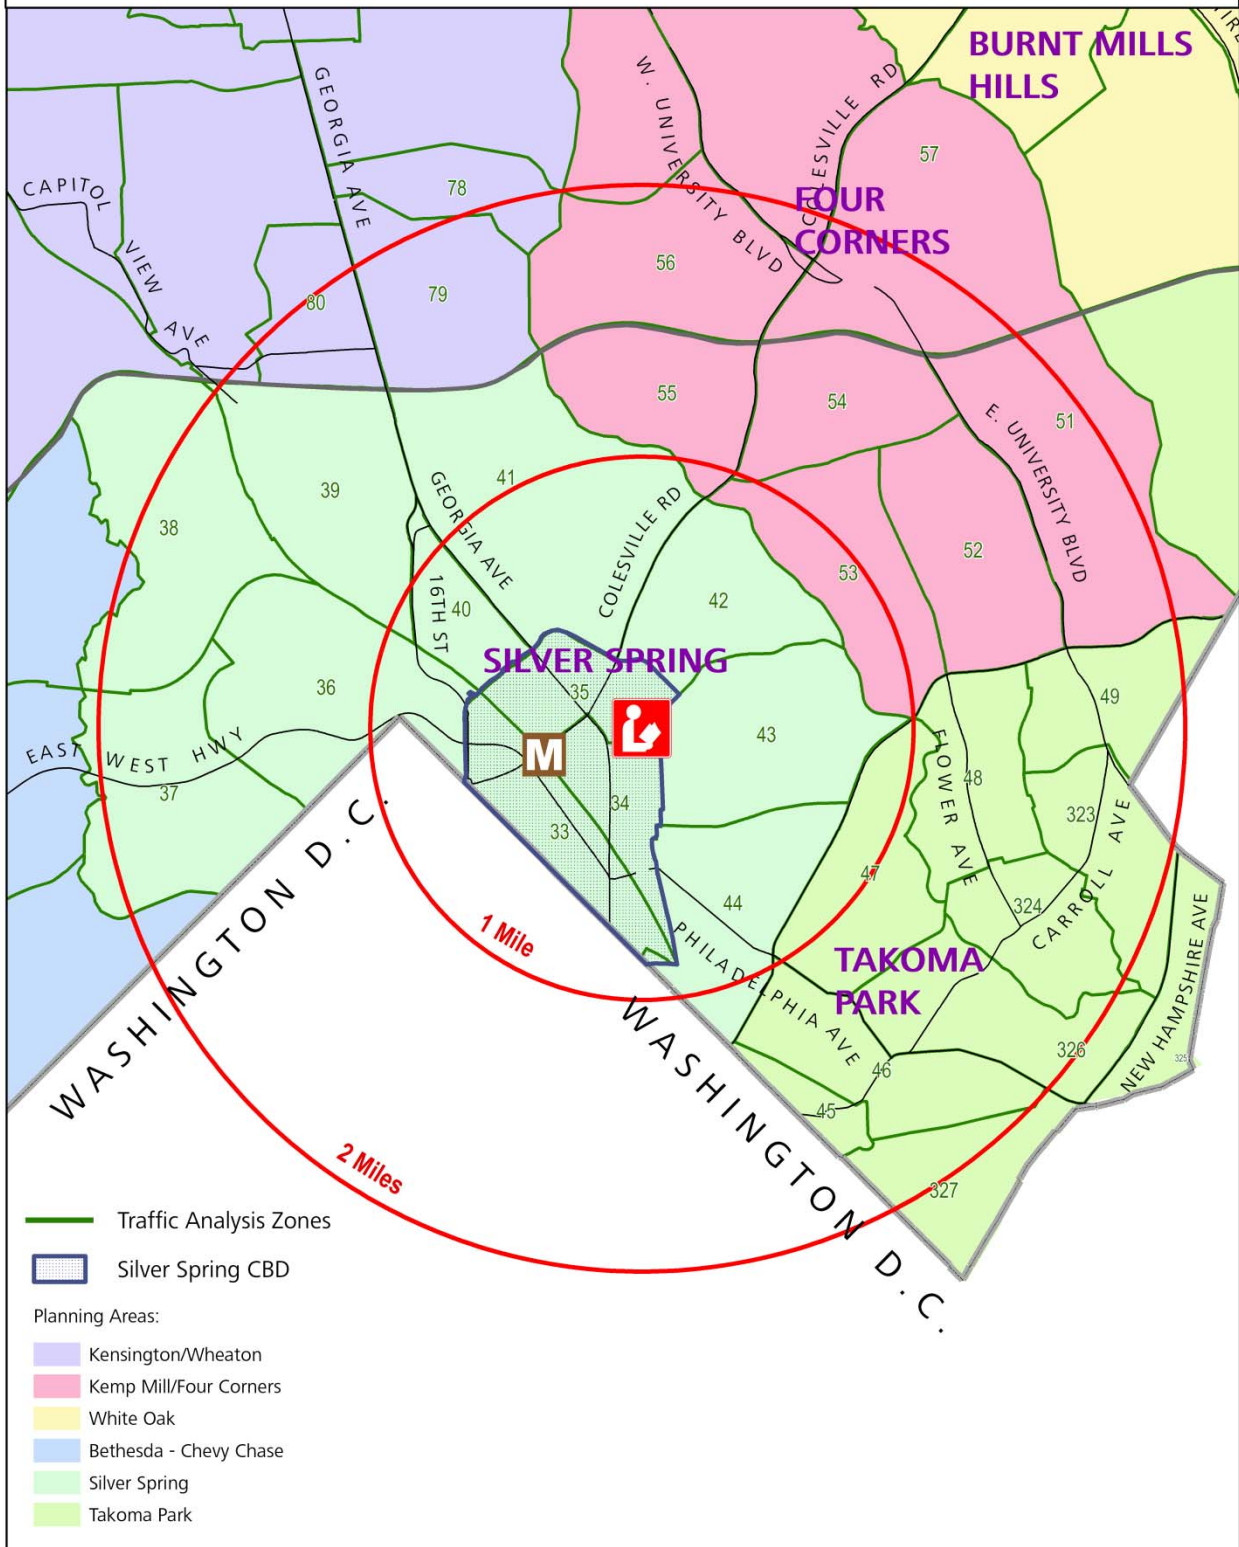 BURNT MILLS
HILLS
GEORGIA AVE
W. UNIVERSITY BLVD
COLESVILLE RD
57
78
CAPITOL VIEW AVE
FOUR
CORNERS
56
79
80
55
54
51
E. UNIVERSITY BLVD
41
39
38
GEORGIA AVE
COLESVILLE RD
52
53
16TH ST
40
42
SILVER SPRING
35
36
49
M
43
EAST WEST HWY
FLOWER AVE
48
37
34
33
323
CARROLL AVE
47
44
324
1 Mile
PHILADELPHIA AVE
TAKOMA
PARK
NEW HAMPSHIRE AVE
WASHINGTON D.C.
WASHINGTON D.C.
326
325
46
45
2 Miles
327
Traffic Analysis Zones
Silver Spring CBD
Planning Areas:
Kensington/Wheaton
Kemp Mill/Four Corners
White Oak
Bethesda - Chevy Chase
Silver Spring
Takoma Park